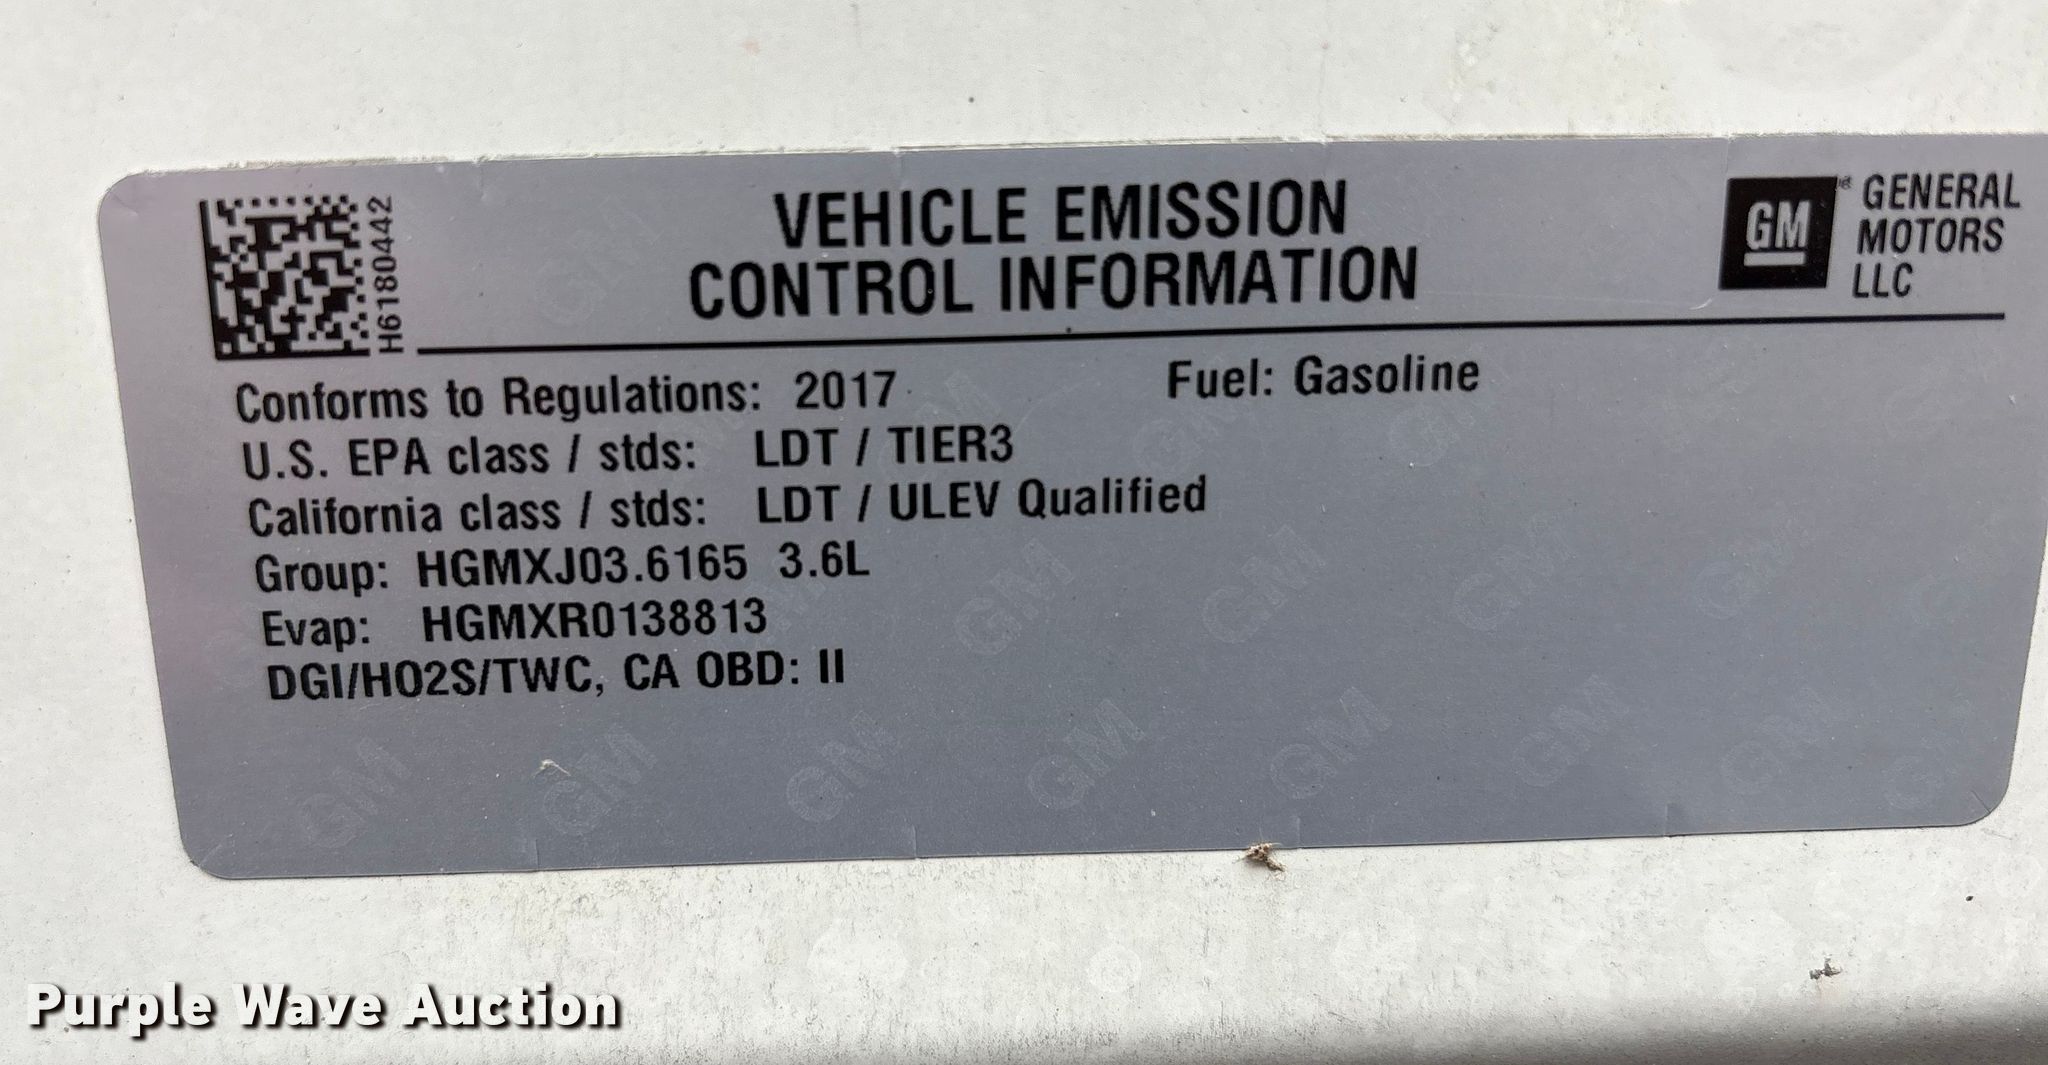 H6180442
VEHICLE EMISSION
CONTROL INFORMATION
GM
GENERAL
MOTORS
LLC
Conforms to Regulations: 2017 Fuel: Gasoline
U.S. EPA class / stds: LDT / TIER3
California class / stds: LDT / ULEV Qualified
Group: HGMXJ03.6165 3.6L
Evap: HGMXR0138813
DGI/HO2S/TWC, CA OBD: II
Purple Wave Auction